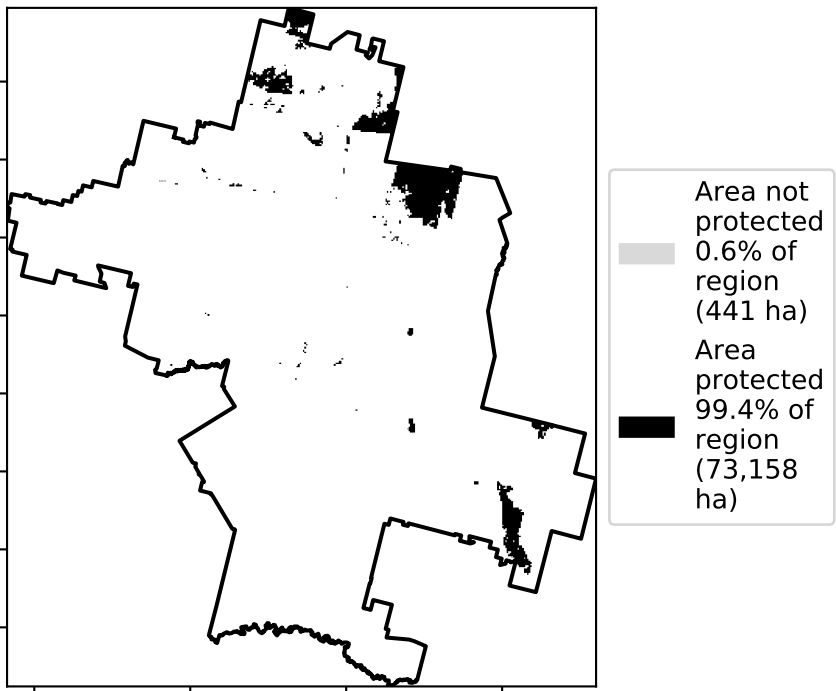 Area not
protected
0.6% of
region
(441 ha)
Area
protected
99.4% of
region
(73,158
ha)